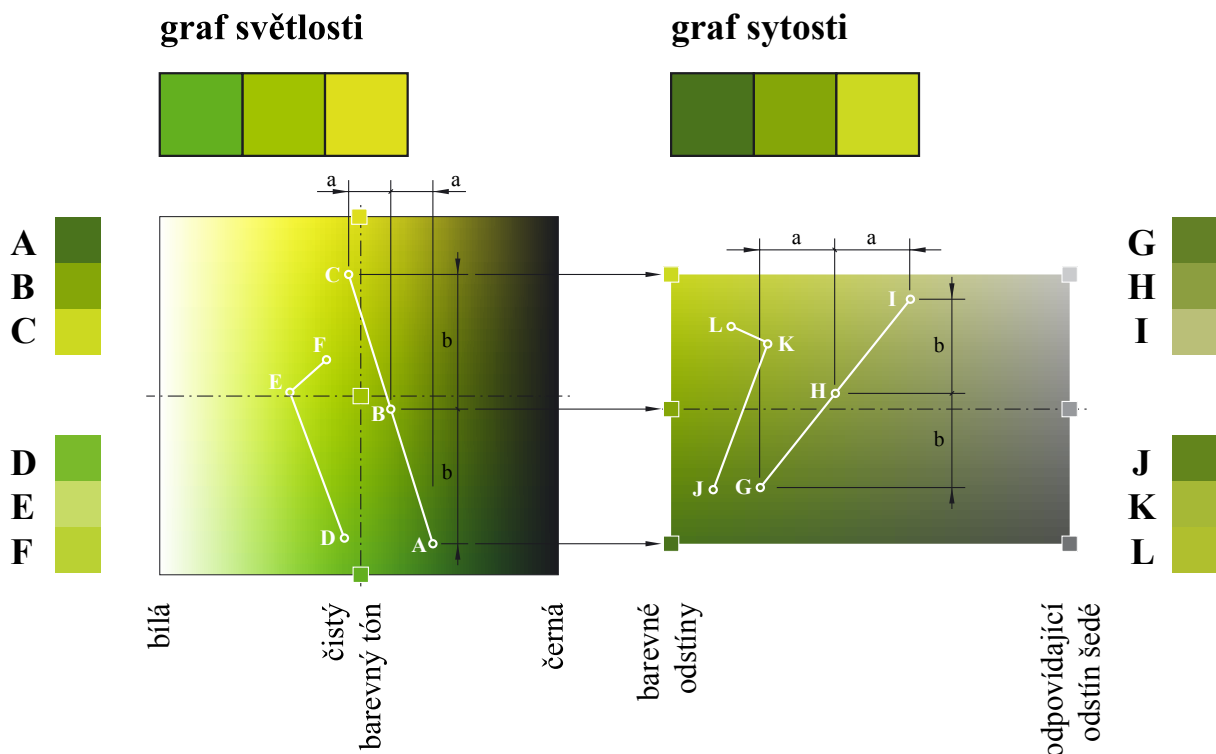 graf světlosti
graf sytosti
a
a
A
B
C
D
E
F
C
F
E
B
D
A
b
b
a
a
I
L
K
H
J
G
b
b
G
H
I
J
K
L
bílá
čistý
barevný tón
černá
barevné
odstíny
odpovídající
odstín šedé